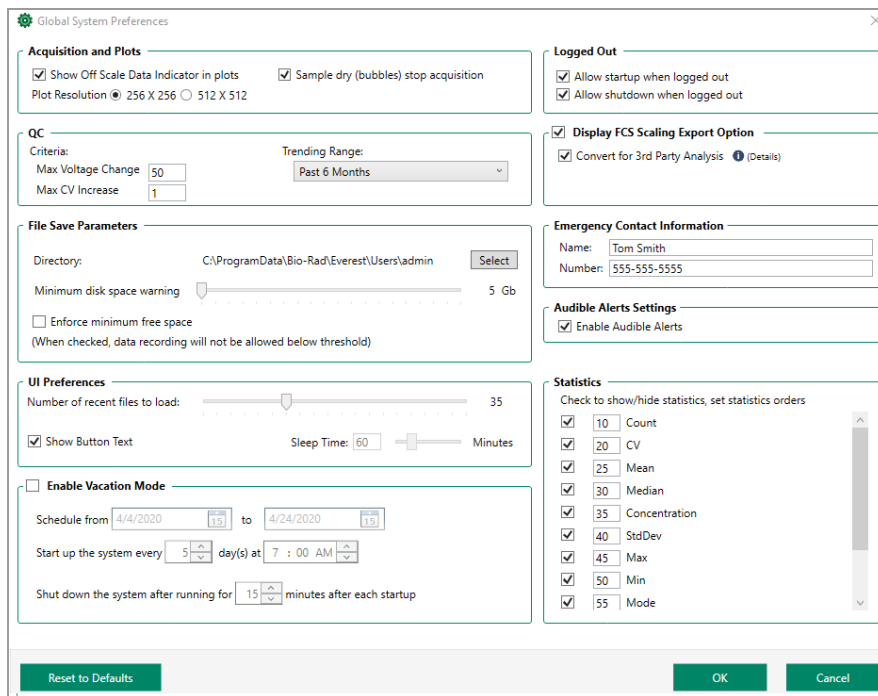 Global System Preferences
Acquisition and Plots
Show Off Scale Data Indicator in plots
Sample dry (bubbles) stop acquisition
Plot Resolution 256 X 256 512 X 512
Logged Out
Allow startup when logged out
Allow shutdown when logged out
QC
Criteria:
Trending Range:
Max Voltage Change 50
Past 6 Months
Max CV Increase 1
Display FCS Scaling Export Option
Convert for 3rd Party Analysis i (Details)
File Save Parameters
Directory: C:\ProgramData\Bio-Rad\Everest\Users\admin Select
Minimum disk space warning 5 Gb
Enforce minimum free space
(When checked, data recording will not be allowed below threshold)
Emergency Contact Information
Name: Tom Smith
Number: 555-555-5555
Audible Alerts Settings
Enable Audible Alerts
UI Preferences
Number of recent files to load: 35
Show Button Text
Sleep Time: 60 Minutes
Enable Vacation Mode
Schedule from 4/4/2020 15 to 4/24/2020 15
Start up the system every 5 day(s) at 7 : 00 AM
Shut down the system after running for 15 minutes after each startup
Statistics
Check to show/hide statistics, set statistics orders
10 Count
20 CV
25 Mean
30 Median
35 Concentration
40 StdDev
45 Max
50 Min
55 Mode
Reset to Defaults
OK
Cancel